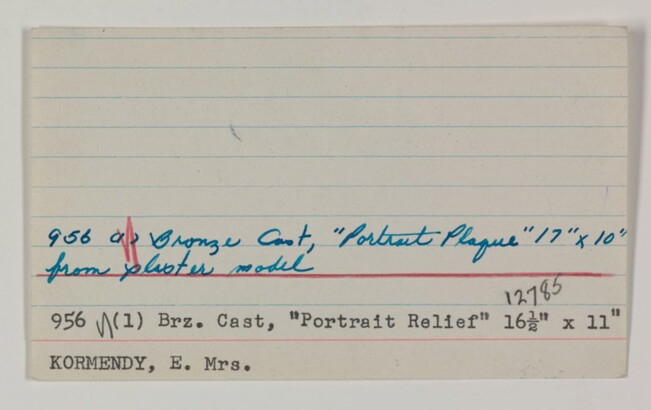 956 (1) Bronze Cast, "Portrait Plaque" 17" x 10"
from plaster model
12785
956 (1) Brz. Cast, "Portrait Relief" 16½" x 11"
KORMENDY, E. Mrs.